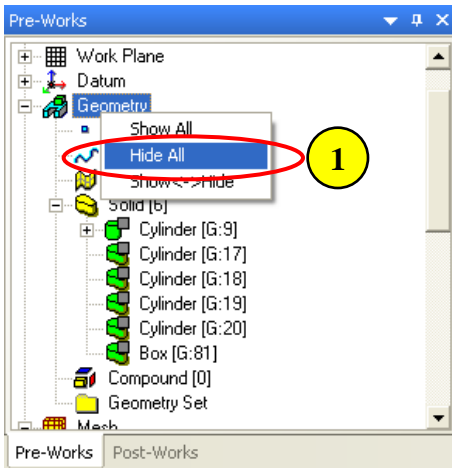 Pre-Works
Work Plane
Datum
Geometry
Show All
Hide All
1
Show<->Hide
Solid [6]
Cylinder [G:9]
Cylinder [G:17]
Cylinder [G:18]
Cylinder [G:19]
Cylinder [G:20]
Box [G:81]
Compound [0]
Geometry Set
Mesh
Pre-Works Post-Works